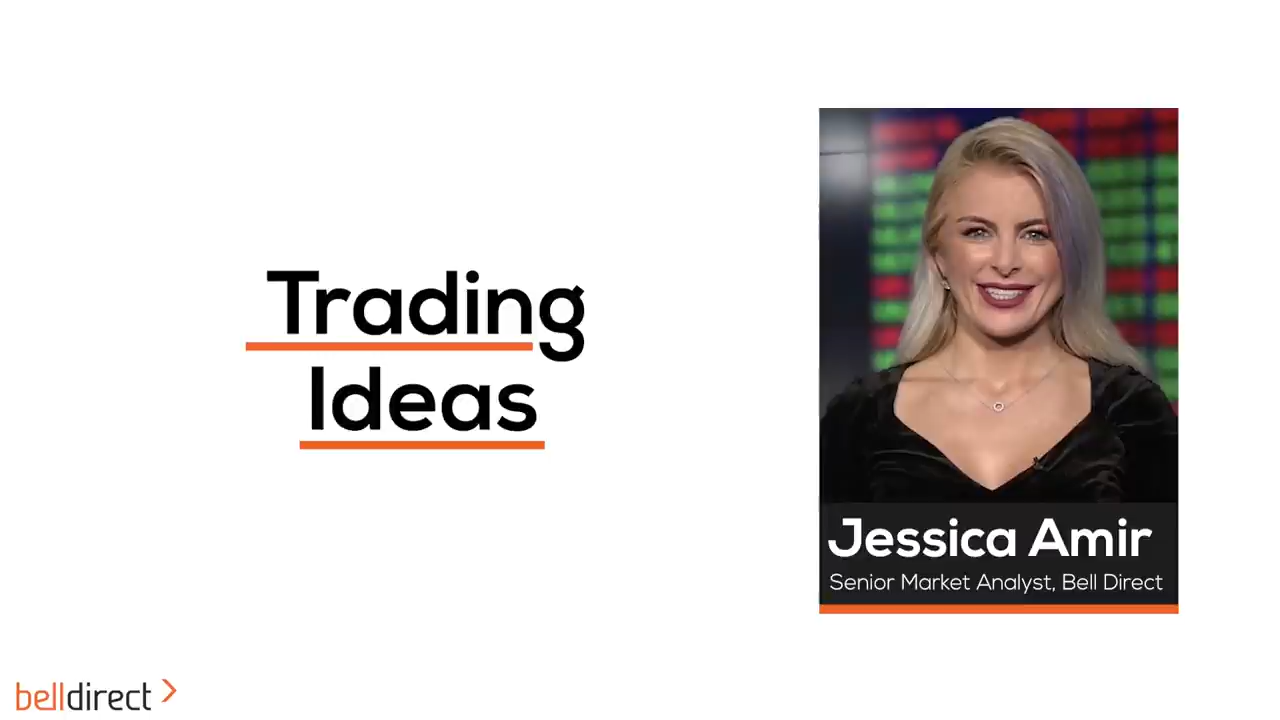 Trading
Ideas
Jessica Amir
Senior Market Analyst, Bell Direct
belldirect